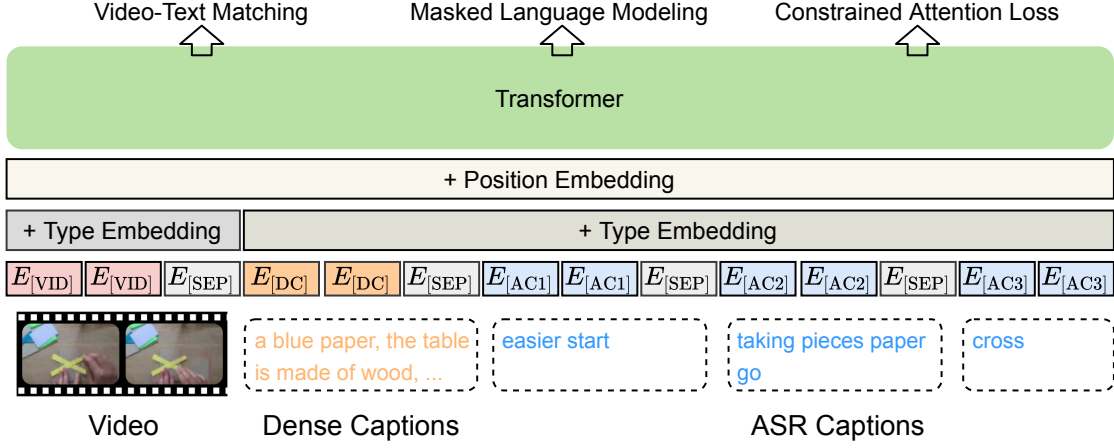 Video-Text Matching Masked Language Modeling Constrained Attention Loss
Transformer
+ Position Embedding
+ Type Embedding + Type Embedding
E[VID] E[VID] E[SEP] E[DC] E[DC] E[SEP] E[AC1] E[AC1] E[SEP] E[AC2] E[AC2] E[SEP] E[AC3] E[AC3]
a blue paper, the table
is made of wood, ...
easier start
taking pieces paper
go
cross
Video Dense Captions ASR Captions